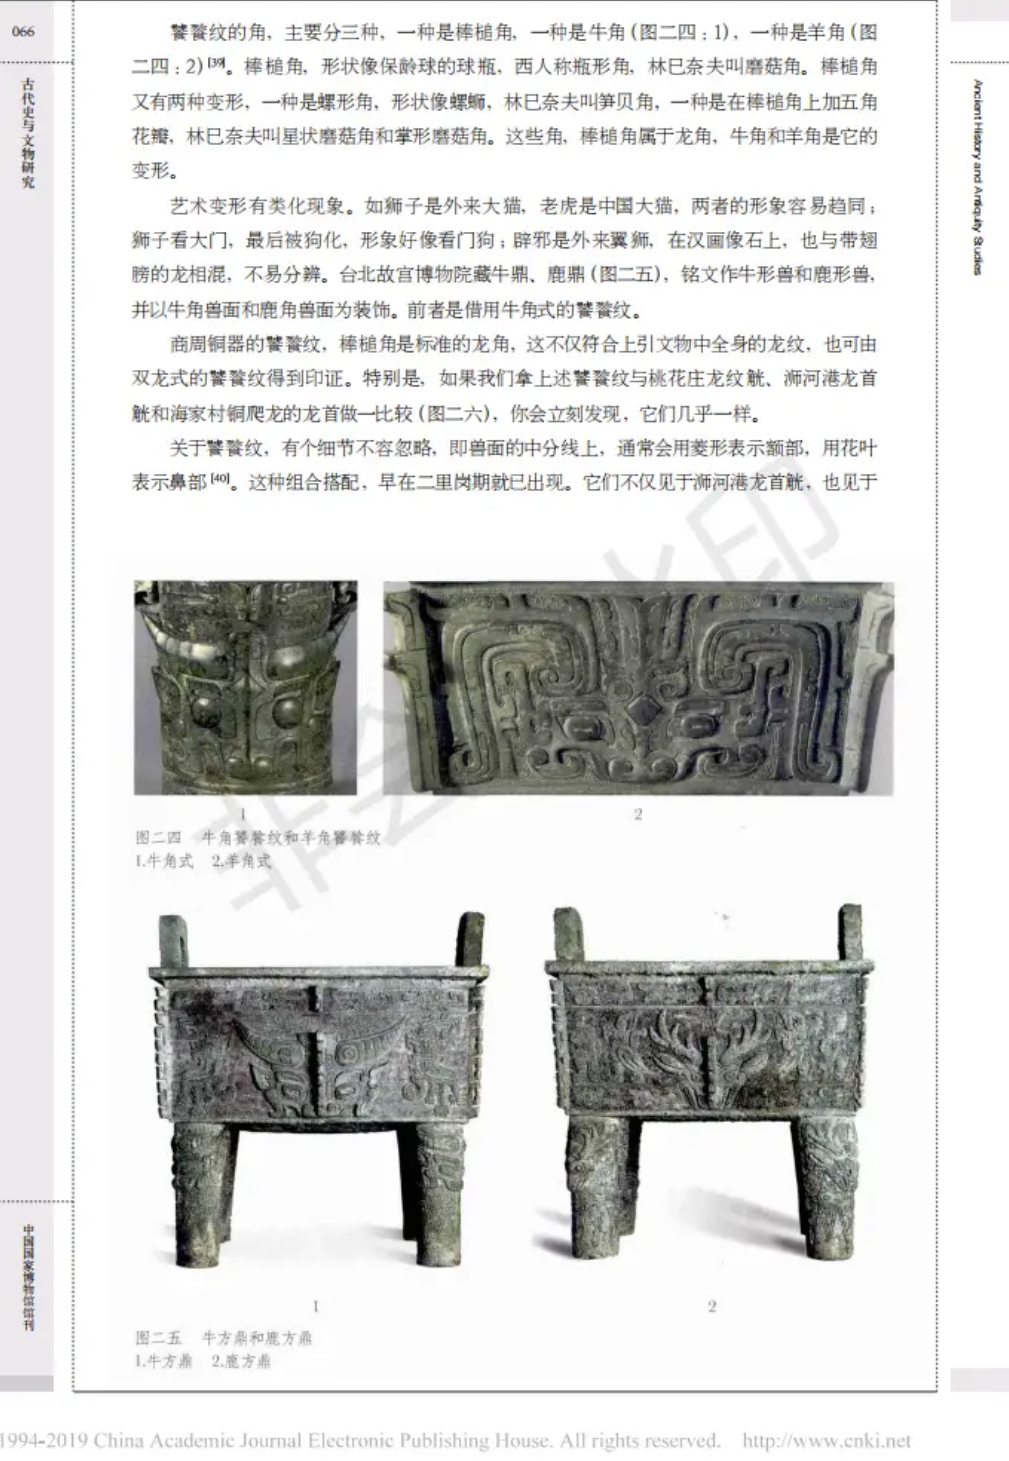 066
古代史与文物研究
Ancient History and Antiquity Studies
饕餮纹的角，主要分三种，一种是棒槌角，一种是牛角（图二四：1），一种是羊角（图
二四：2）[39]。棒槌角，形状像保龄球的球瓶，西人称瓶形角，林巳奈夫叫磨菇角。棒槌角
又有两种变形，一种是螺形角，形状像螺蛳，林巳奈夫叫笋贝角，一种是在棒槌角上加五角
花瓣，林巳奈夫叫星状磨菇角和掌形磨菇角。这些角，棒槌角属于龙角，牛角和羊角是它的
变形。
艺术变形有类化现象。如狮子是外来大猫，老虎是中国大猫，两者的形象容易趋同；
狮子看大门，最后被狗化，形象好像看门狗；辟邪是外来翼狮，在汉画像石上，也与带翅
膀的龙相混，不易分辨。台北故宫博物院藏牛鼎、鹿鼎（图二五），铭文作牛形兽和鹿形兽，
并以牛角兽面和鹿角兽面为装饰。前者是借用牛角式的饕餮纹。
商周铜器的饕餮纹，棒槌角是标准的龙角，这不仅符合上引文物中全身的龙纹，也可由
双龙式的饕餮纹得到印证。特别是，如果我们拿上述饕餮纹与桃花庄龙纹觥、浉河港龙首
觥和海家村铜爬龙的龙首做一比较（图二六），你会立刻发现，它们几乎一样。
关于饕餮纹，有个细节不容忽略，即兽面的中分线上，通常会用菱形表示额部，用花叶
表示鼻部[40]。这种组合搭配，早在二里岗期就已出现。它们不仅见于浉河港龙首觥，也见于
1
2
图二四 牛角饕餮纹和羊角饕餮纹
1.牛角式 2.羊角式
1
2
图二五 牛方鼎和鹿方鼎
1.牛方鼎 2.鹿方鼎
中国国家博物馆馆刊
非会员水印
1994-2019 China Academic Journal Electronic Publishing House. All rights reserved. http://www.cnki.net